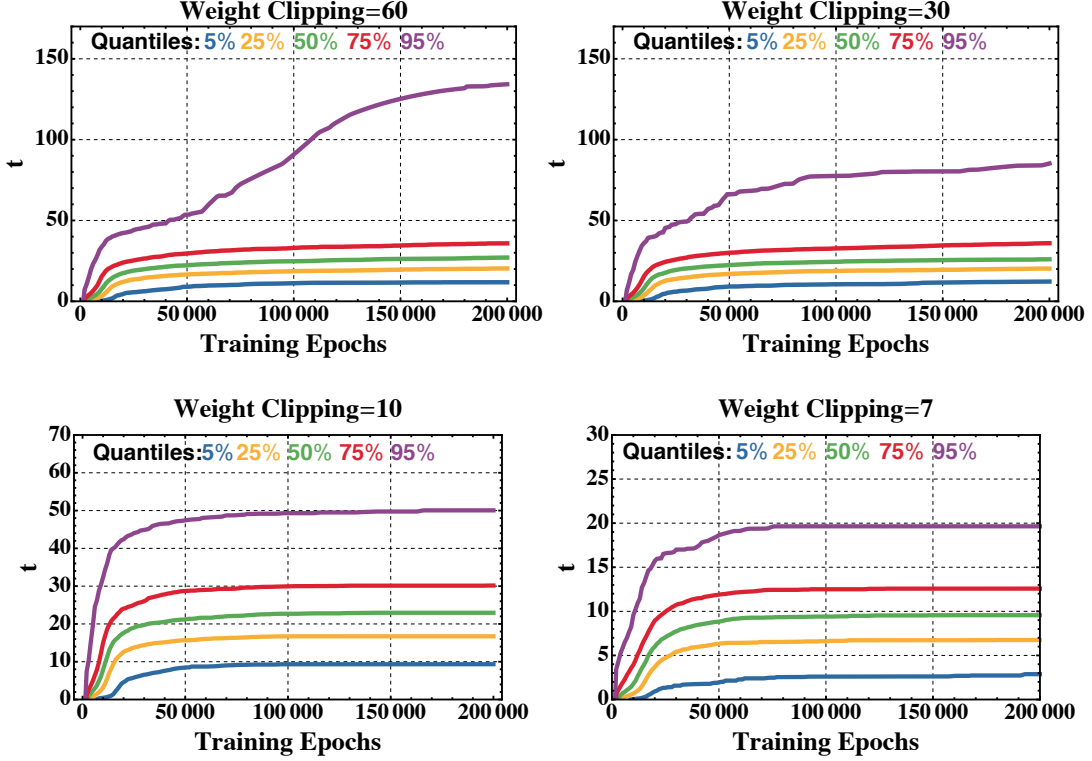 Weight Clipping=60
Quantiles: 5% 25% 50% 75% 95%
150
100
50
0
t
0 50 000 100 000 150 000 200 000
Training Epochs
Weight Clipping=30
Quantiles: 5% 25% 50% 75% 95%
150
100
50
0
t
0 50 000 100 000 150 000 200 000
Training Epochs
Weight Clipping=10
Quantiles: 5% 25% 50% 75% 95%
70
60
50
40
30
20
10
0
t
0 50 000 100 000 150 000 200 000
Training Epochs
Weight Clipping=7
Quantiles: 5% 25% 50% 75% 95%
30
25
20
15
10
5
0
t
0 50 000 100 000 150 000 200 000
Training Epochs